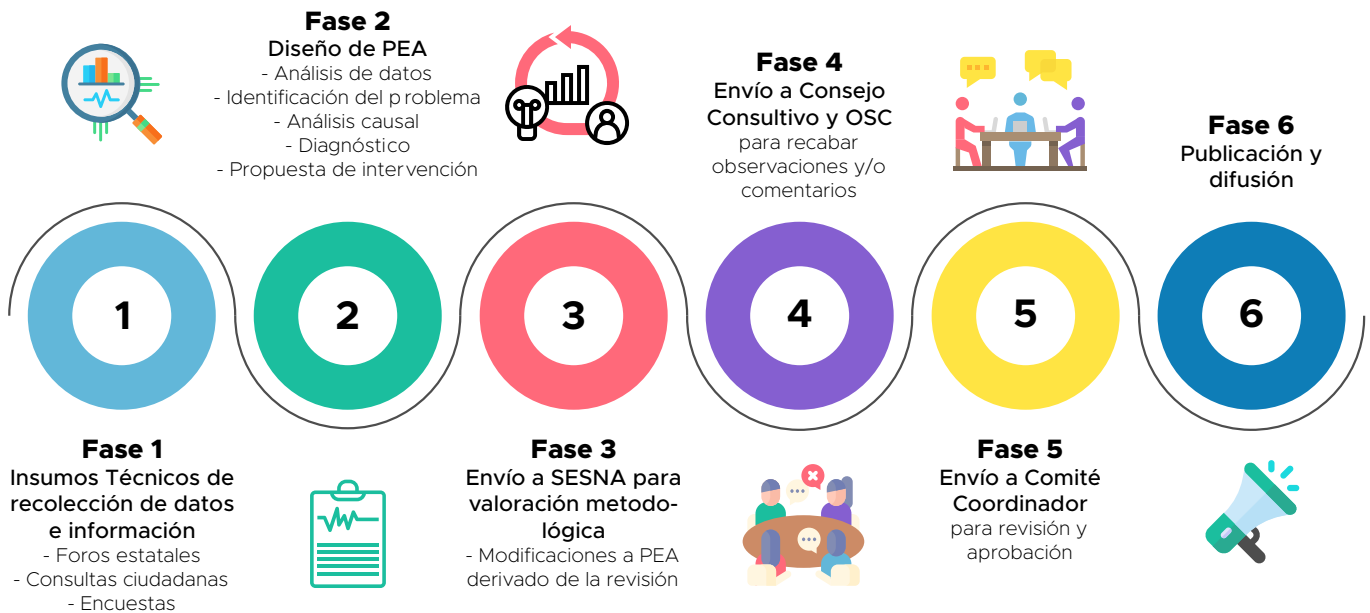 Fase 2
Diseño de PEA
- Análisis de datos
- Identificación del problema
- Análisis causal
- Diagnóstico
- Propuesta de intervención
Fase 4
Envío a Consejo
Consultivo y OSC
para recabar
observaciones y/o
comentarios
Fase 6
Publicación y
difusión
1
2
3
4
5
6
Fase 1
Insumos Técnicos de
recolección de datos
e información
- Foros estatales
- Consultas ciudadanas
- Encuestas
Fase 3
Envío a SESNA para
valoración metodo-
lógica
- Modificaciones a PEA
derivado de la revisión
Fase 5
Envío a Comité
Coordinador
para revisión y
aprobación